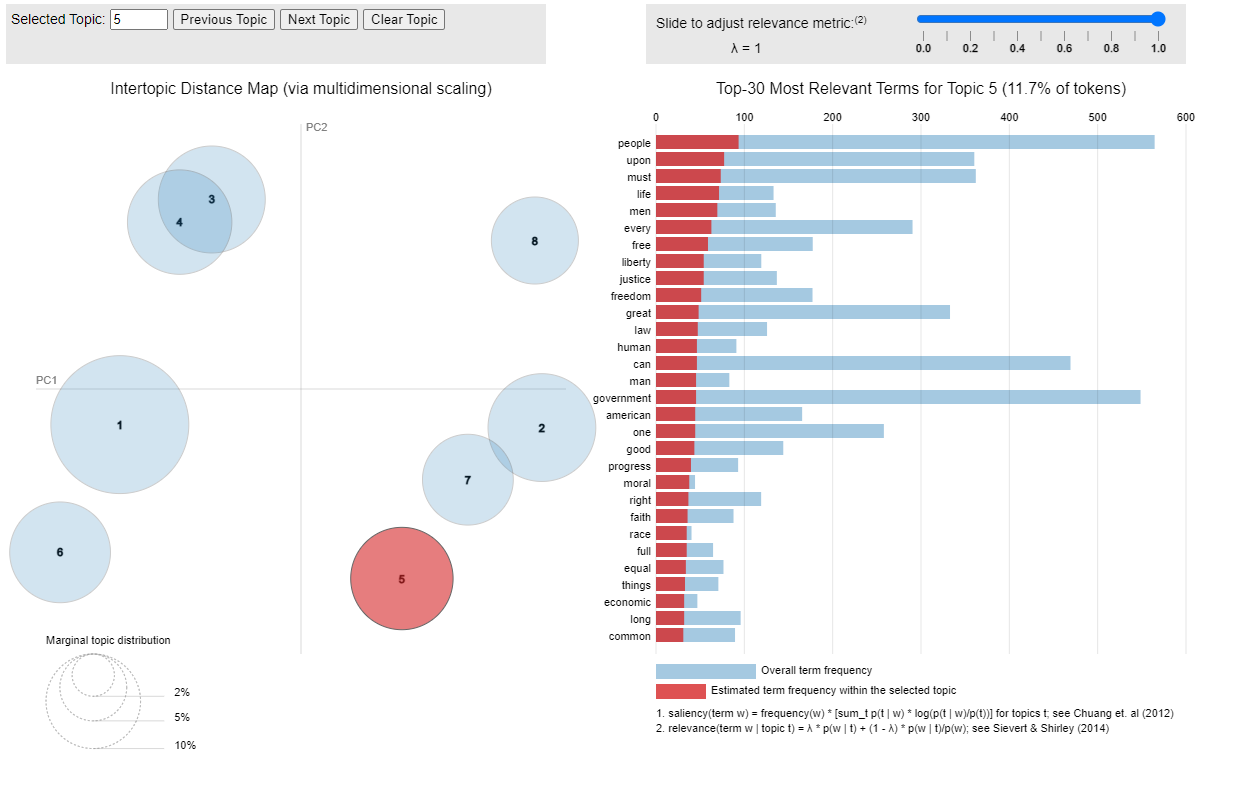 Selected Topic: 5 Previous Topic Next Topic Clear Topic
Slide to adjust relevance metric:(2)
λ = 1
0.0 0.2 0.4 0.6 0.8 1.0
Intertopic Distance Map (via multidimensional scaling)
PC2
PC1
3
4
8
1
2
7
5
6
Marginal topic distribution
2%
5%
10%
Top-30 Most Relevant Terms for Topic 5 (11.7% of tokens)
0 100 200 300 400 500 600
people
upon
must
life
men
every
free
liberty
justice
freedom
great
law
human
can
man
government
american
one
good
progress
moral
right
faith
race
full
equal
things
economic
long
common
Overall term frequency
Estimated term frequency within the selected topic
1. saliency(term w) = frequency(w) * [sum_t p(t | w) * log(p(t | w)/p(t))] for topics t; see Chuang et. al (2012)
2. relevance(term w | topic t) = λ * p(w | t) + (1 - λ) * p(w | t)/p(w); see Sievert & Shirley (2014)